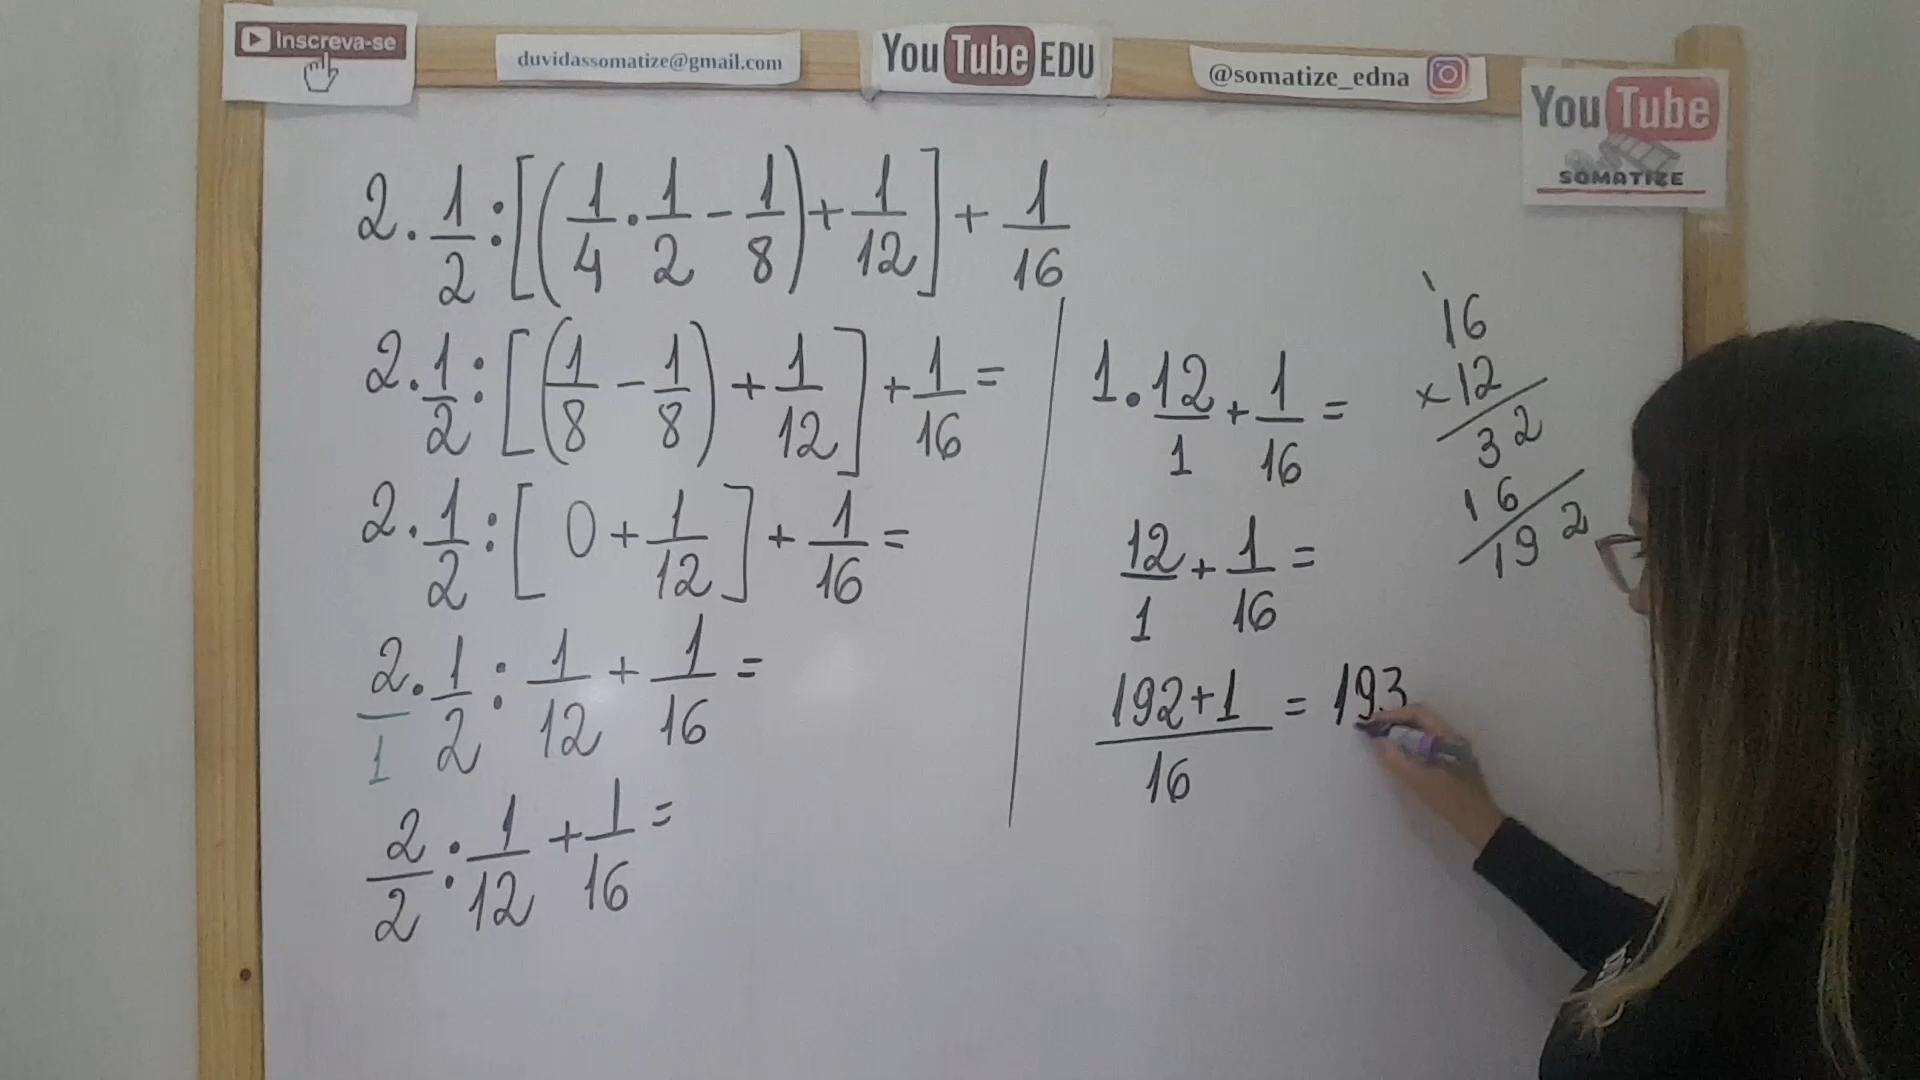 Inscreva-se
duvidassomatize@gmail.com
YouTube EDU
@somatize_edna
YouTube
SOMATIZE
2 . 1/2 : [(1/4 . 1/2 - 1/8) + 1/12] + 1/16
2 . 1/2 : [(1/8 - 1/8) + 1/12] + 1/16 =
2 . 1/2 : [0 + 1/12] + 1/16 =
2/1 . 1/2 : 1/12 + 1/16 =
2/2 : 1/12 + 1/16 =
1 . 12/1 + 1/16 =
12/1 + 1/16 =
192+1/16 = 193
1
16
x 12
32
16
192